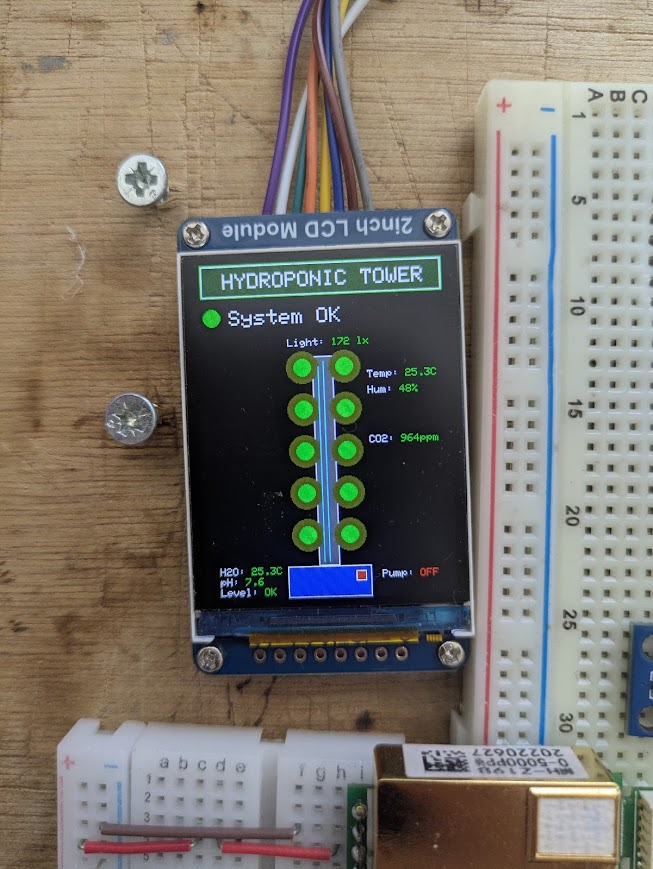 2inch LCD Module
HYDROPONIC TOWER
System OK
Light: 172 lx
Temp: 25.3C
Hum: 48%
CO2: 964ppm
H2O: 25.3C
pH: 7.6
Level: OK
Pump: OFF
+ -
A B C
1
5
10
15
20
25
30
+ -
a b c d e
f g h i
1
2
3
5
MH-Z19B
0-5000PPM
20220627